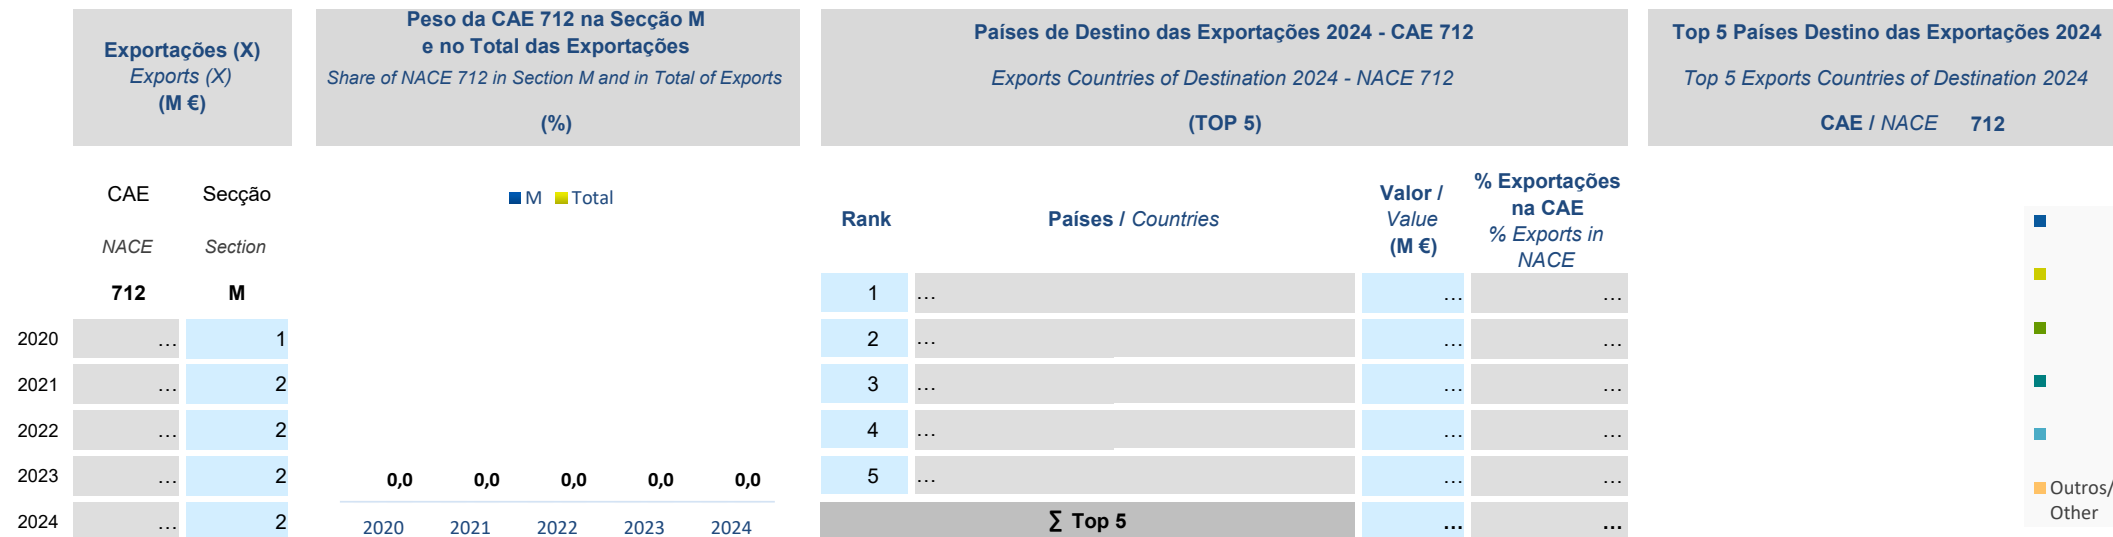 Exportações (X)
Exports (X)
(M €)
Peso da CAE 712 na Secção M
e no Total das Exportações
Share of NACE 712 in Section M and in Total of Exports
(%)
Países de Destino das Exportações 2024 - CAE 712
Exports Countries of Destination 2024 - NACE 712
(TOP 5)
Top 5 Países Destino das Exportações 2024
Top 5 Exports Countries of Destination 2024
CAE / NACE 712
CAE Secção
NACE Section
712 M
2020 … 1
2021 … 2
2022 … 2
2023 … 2
2024 … 2
M Total
0,0 0,0 0,0 0,0 0,0
2020 2021 2022 2023 2024
Rank Países / Countries
Valor /
Value
(M €)
% Exportações
na CAE
% Exports in
NACE
1 … … …
2 … … …
3 … … …
4 … … …
5 … … …
∑ Top 5 … …
Outros/
Other